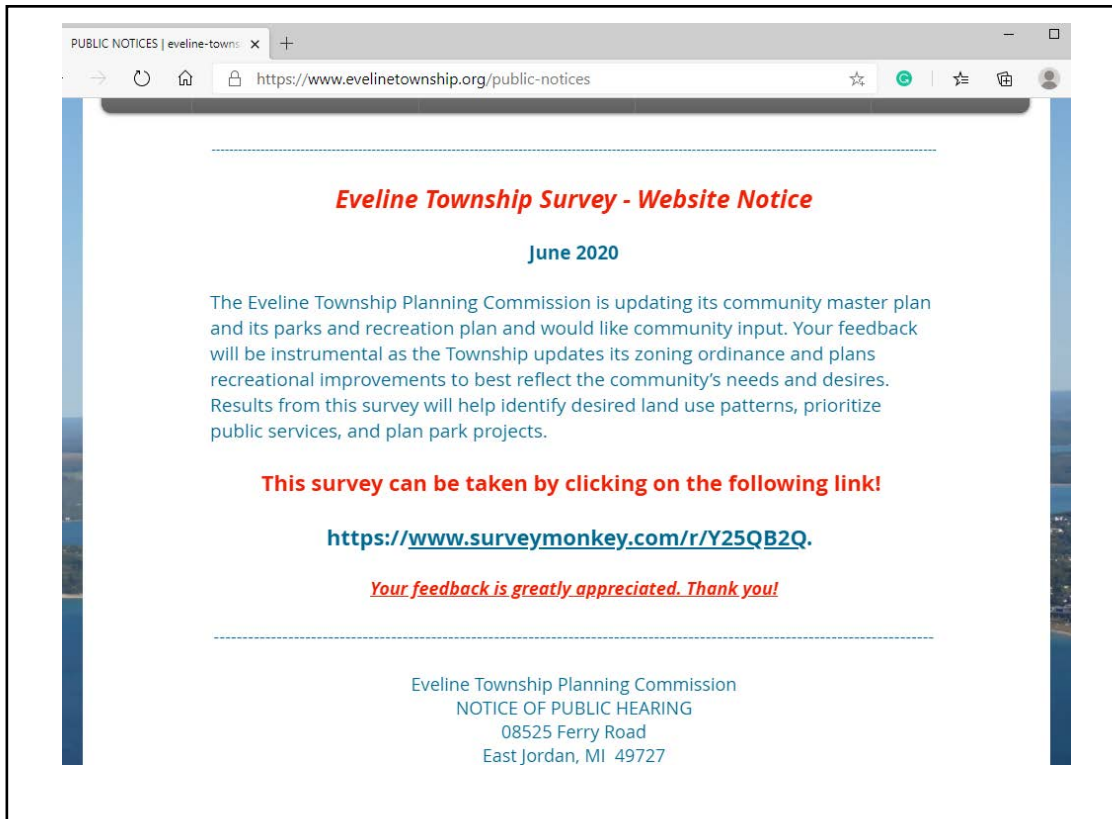 PUBLIC NOTICES | eveline-towns
https://www.evelinetownship.org/public-notices
Eveline Township Survey - Website Notice
June 2020
The Eveline Township Planning Commission is updating its community master plan
and its parks and recreation plan and would like community input. Your feedback
will be instrumental as the Township updates its zoning ordinance and plans
recreational improvements to best reflect the community's needs and desires.
Results from this survey will help identify desired land use patterns, prioritize
public services, and plan park projects.
This survey can be taken by clicking on the following link!
https://www.surveymonkey.com/r/Y25QB2Q.
Your feedback is greatly appreciated. Thank you!
Eveline Township Planning Commission
NOTICE OF PUBLIC HEARING
08525 Ferry Road
East Jordan, MI  49727